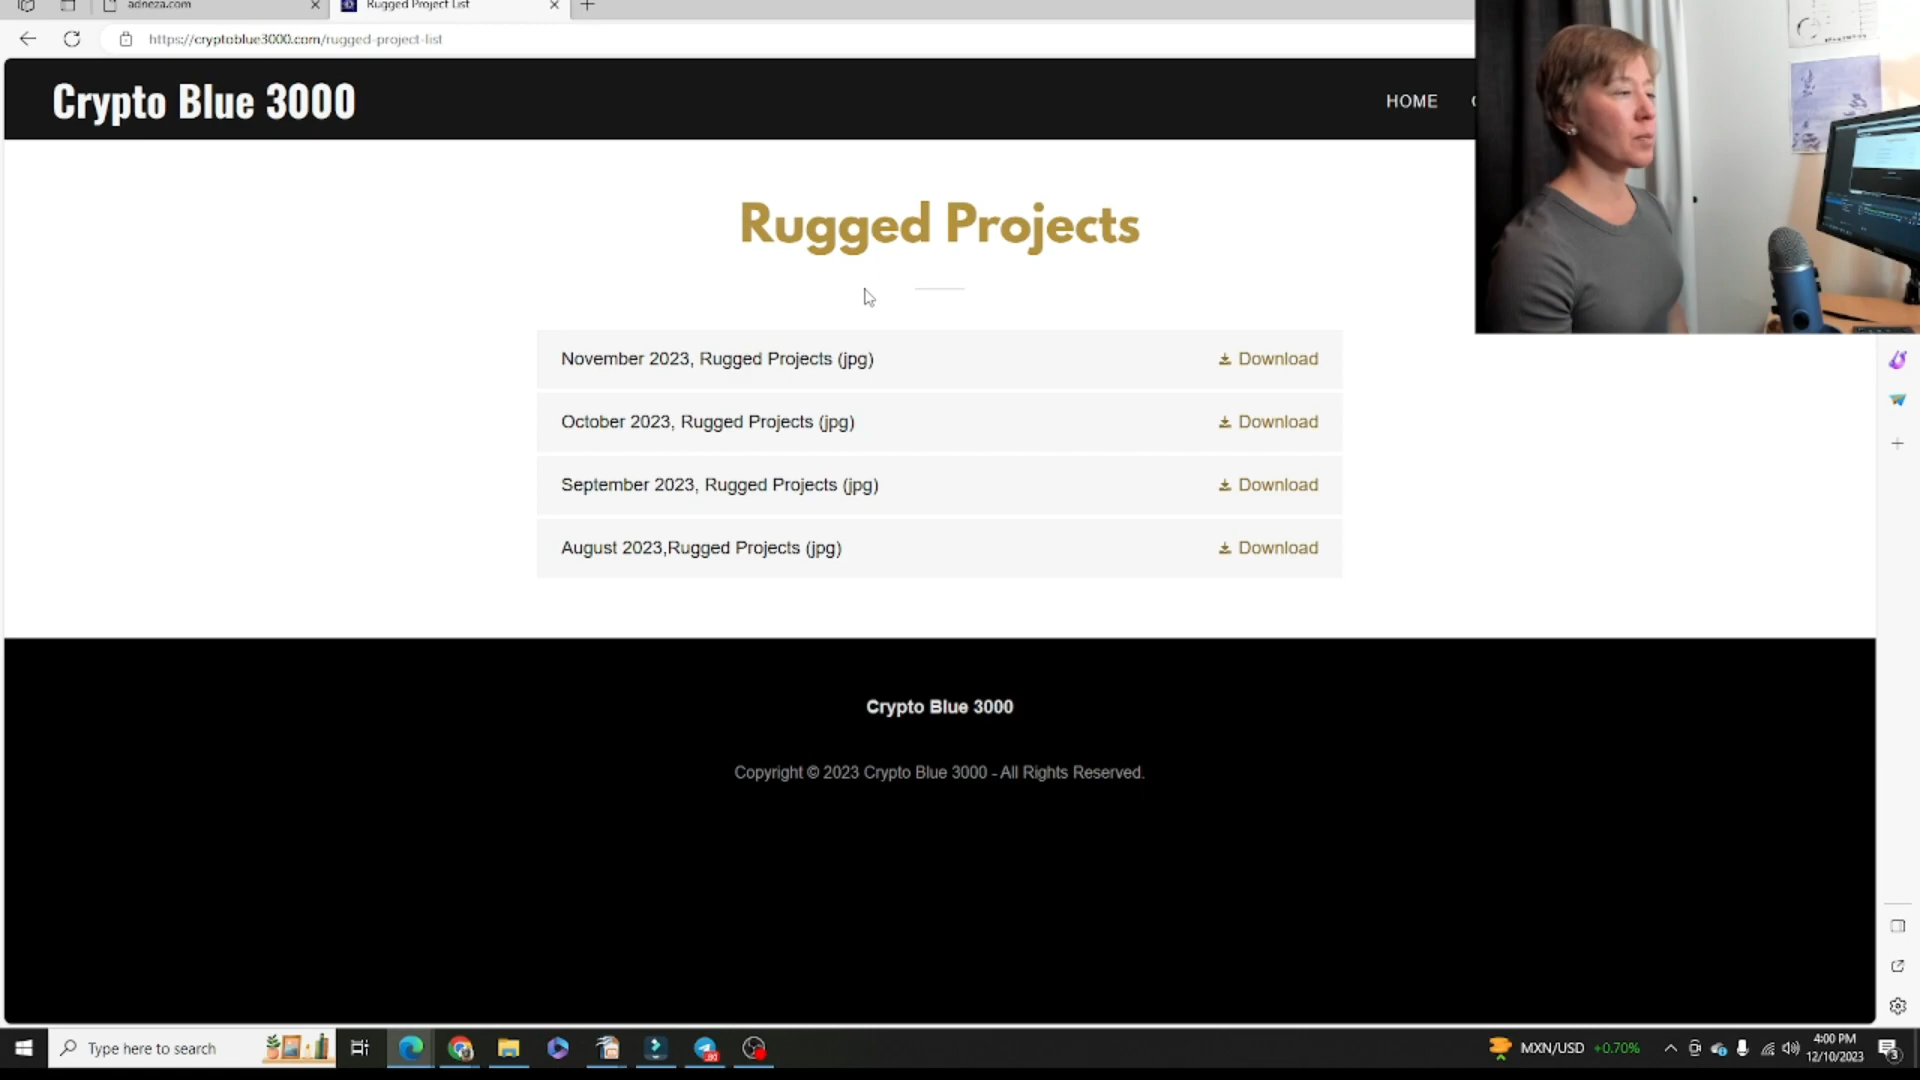 adneza.com
Rugged Project List
https://cryptoblue3000.com/rugged-project-list
Crypto Blue 3000
HOME
Rugged Projects
November 2023, Rugged Projects (jpg)
Download
October 2023, Rugged Projects (jpg)
Download
September 2023, Rugged Projects (jpg)
Download
August 2023,Rugged Projects (jpg)
Download
Crypto Blue 3000
Copyright © 2023 Crypto Blue 3000 - All Rights Reserved.
Type here to search
MXN/USD +0.70%
4:00 PM
12/10/2023
3